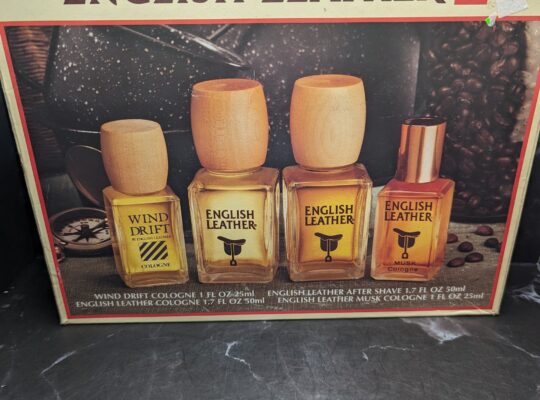 ENGLISH LEATHER
WIND
DRIFT
COLOGNE
ENGLISH
LEATHER
ENGLISH
LEATHER
ENGLISH
LEATHER
MUSK
Cologne
WIND DRIFT COLOGNE 1 FL OZ 25ml ENGLISH LEATHER AFTER SHAVE 1.7 FL OZ 50ml
ENGLISH LEATHER COLOGNE 1.7 FL OZ 50ml ENGLISH LEATHER MUSK COLOGNE 1 FL OZ 25ml